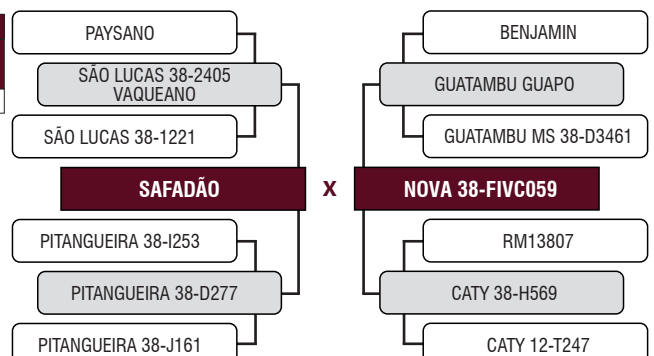 PAYSANO
SÃO LUCAS 38-2405
VAQUEANO
SÃO LUCAS 38-1221
SAFADÃO
PITANGUEIRA 38-I253
PITANGUEIRA 38-D277
PITANGUEIRA 38-J161
X
BENJAMIN
GUATAMBU GUAPO
GUATAMBU MS 38-D3461
NOVA 38-FIVC059
RM13807
CATY 38-H569
CATY 12-T247